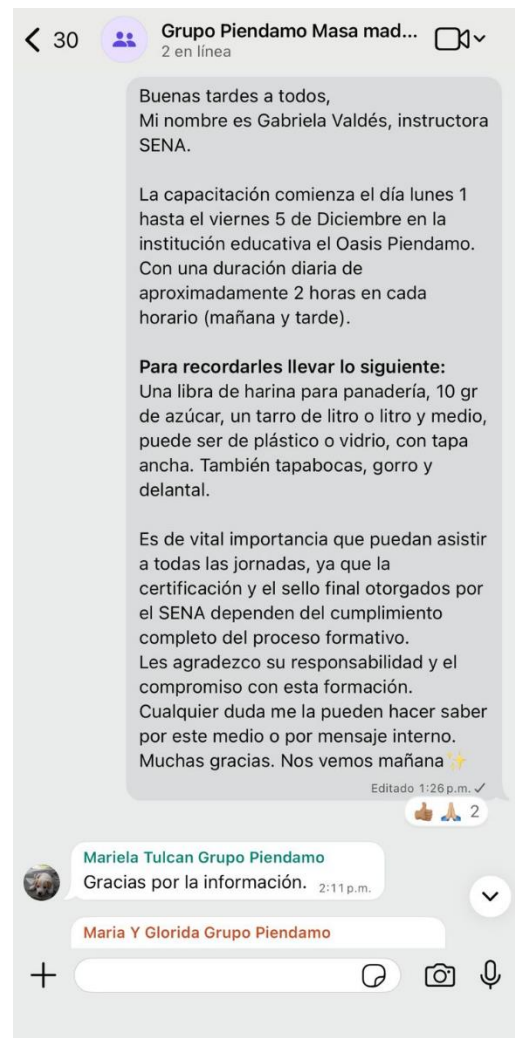 30
Grupo Piendamo Masa mad...
2 en línea
Buenas tardes a todos,
Mi nombre es Gabriela Valdés, instructora
SENA.
La capacitación comienza el día lunes 1
hasta el viernes 5 de Diciembre en la
institución educativa el Oasis Piendamo.
Con una duración diaria de
aproximadamente 2 horas en cada
horario (mañana y tarde).
Para recordarles llevar lo siguiente:
Una libra de harina para panadería, 10 gr
de azúcar, un tarro de litro o litro y medio,
puede ser de plástico o vidrio, con tapa
ancha. También tapabocas, gorro y
delantal.
Es de vital importancia que puedan asistir
a todas las jornadas, ya que la
certificación y el sello final otorgados por
el SENA dependen del cumplimiento
completo del proceso formativo.
Les agradezco su responsabilidad y el
compromiso con esta formación.
Cualquier duda me la pueden hacer saber
por este medio o por mensaje interno.
Muchas gracias. Nos vemos mañana✨
Editado 1:26 p.m. ✓
👍🏽 🙏🏼 2
Mariela Tulcan Grupo Piendamo
Gracias por la información. 2:11 p.m.
Maria Y Glorida Grupo Piendamo